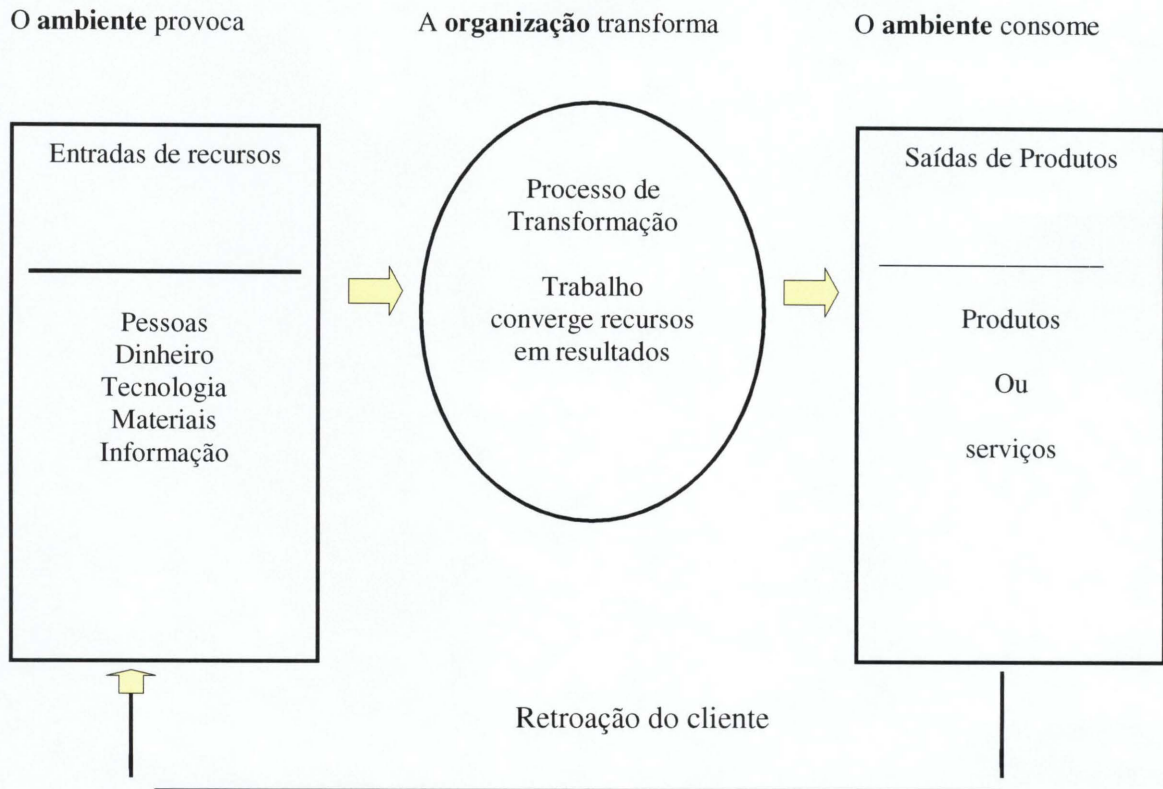 O ambiente provoca
A organização transforma
O ambiente consome
Entradas de recursos
Pessoas
Dinheiro
Tecnologia
Materiais
Informação
Processo de
Transformação
Trabalho
converge recursos
em resultados
Saídas de Produtos
Produtos
Ou
serviços
Retroação do cliente